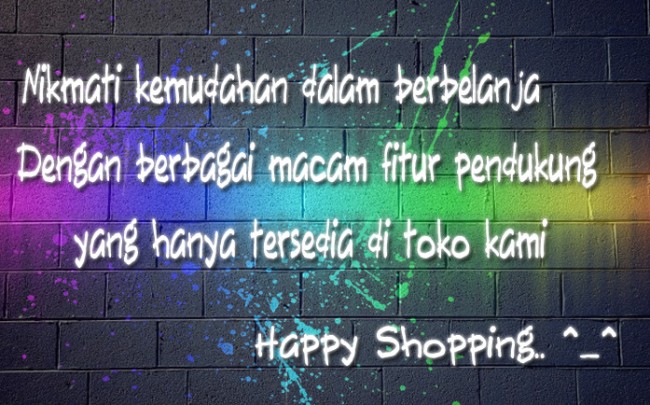 Nikmati kemudahan dalam berbelanja
Dengan berbagai macam fitur pendukung
yang hanya tersedia di toko kami
Happy Shopping.. ^_^